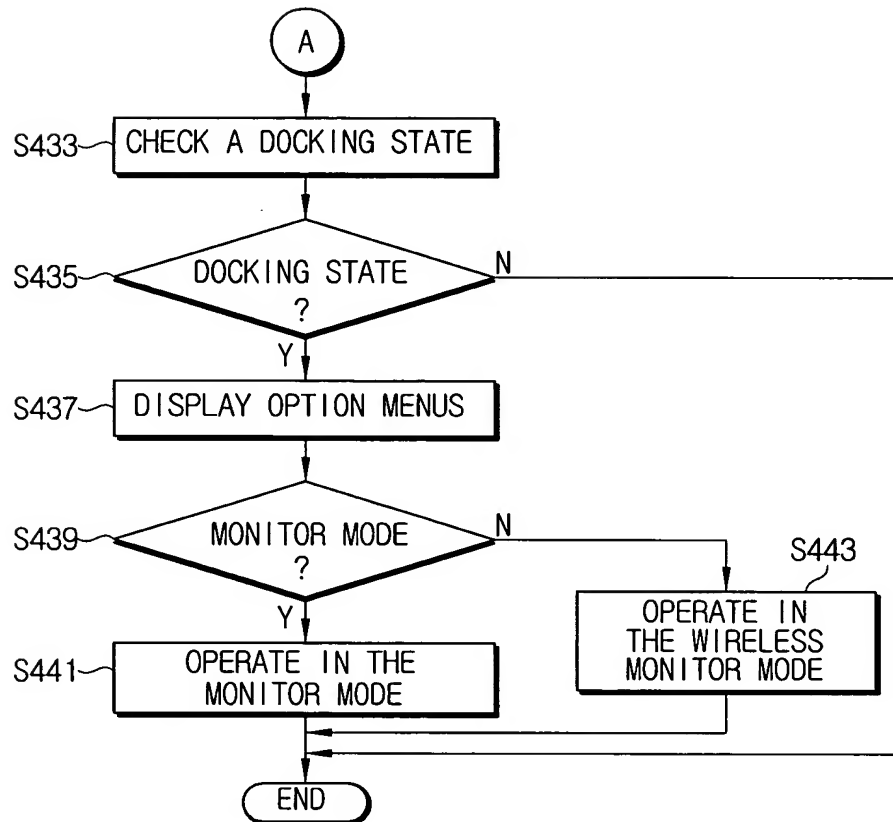 A
S433
CHECK A DOCKING STATE
S435
DOCKING STATE
?
N
Y
S437
DISPLAY OPTION MENUS
S439
MONITOR MODE
?
N
Y
S443
OPERATE IN
THE WIRELESS
MONITOR MODE
S441
OPERATE IN THE
MONITOR MODE
END